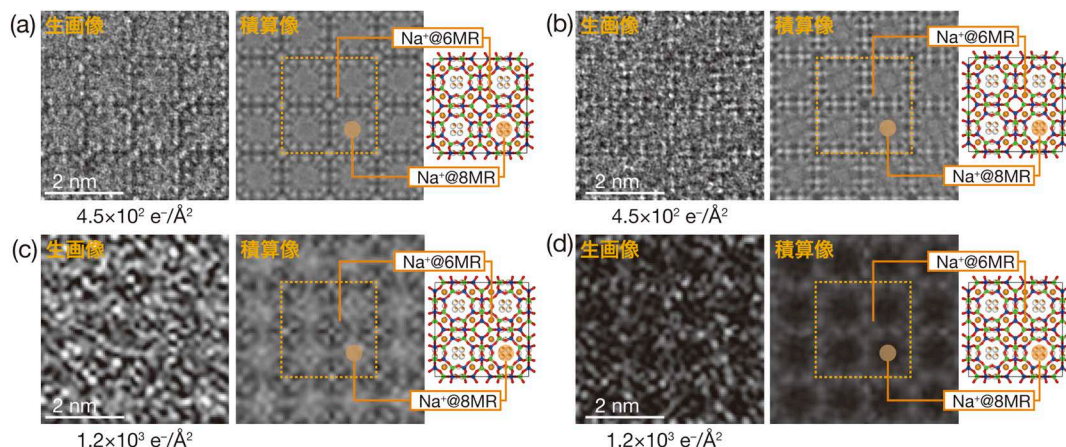 (a)
生画像
積算像
Na⁺@6MR
Na⁺@8MR
2 nm
4.5×10² e⁻/Å²
(b)
生画像
積算像
Na⁺@6MR
Na⁺@8MR
2 nm
4.5×10² e⁻/Å²
(c)
生画像
積算像
Na⁺@6MR
Na⁺@8MR
2 nm
1.2×10³ e⁻/Å²
(d)
生画像
積算像
Na⁺@6MR
Na⁺@8MR
2 nm
1.2×10³ e⁻/Å²